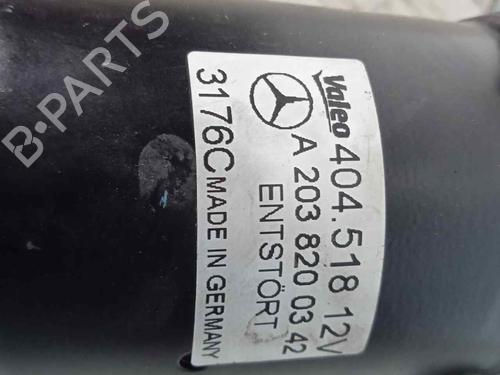 B-PARTS
Valeo 404.518 12V
A 203 820 03 42
ENTSTÖRT
3176C MADE IN GERMANY